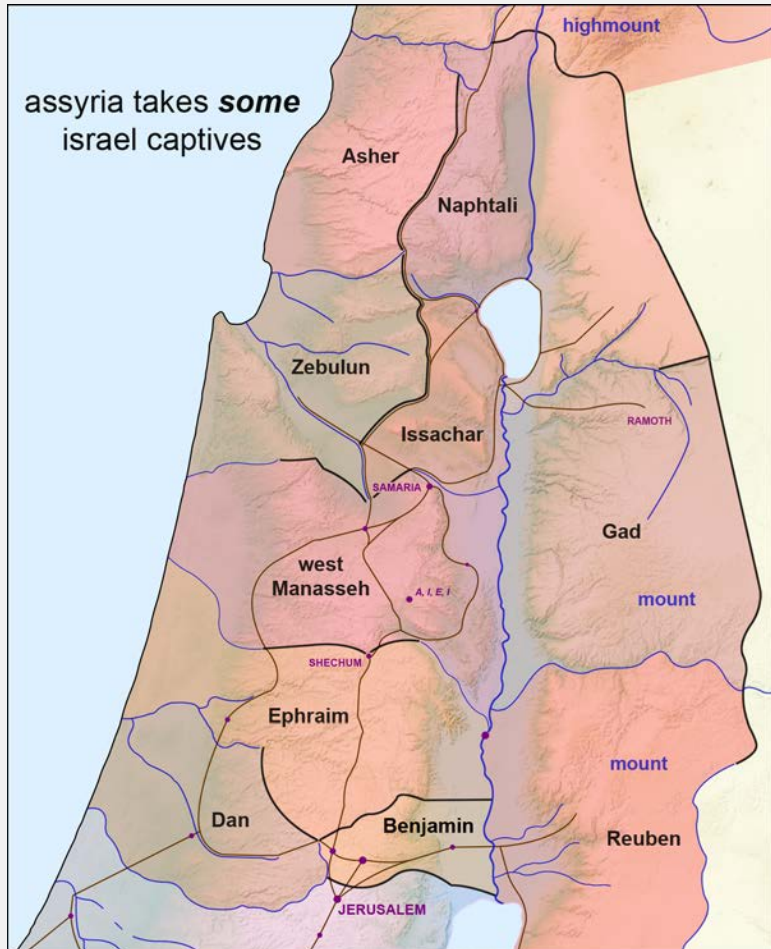 highmount
assyria takes some
israel captives
Asher
Naphtali
Zebulun
Issachar
RAMOTH
SAMARIA
Gad
west
Manasseh
A, I, E, I
mount
SHECHUM
Ephraim
mount
Dan
Benjamin
Reuben
JERUSALEM